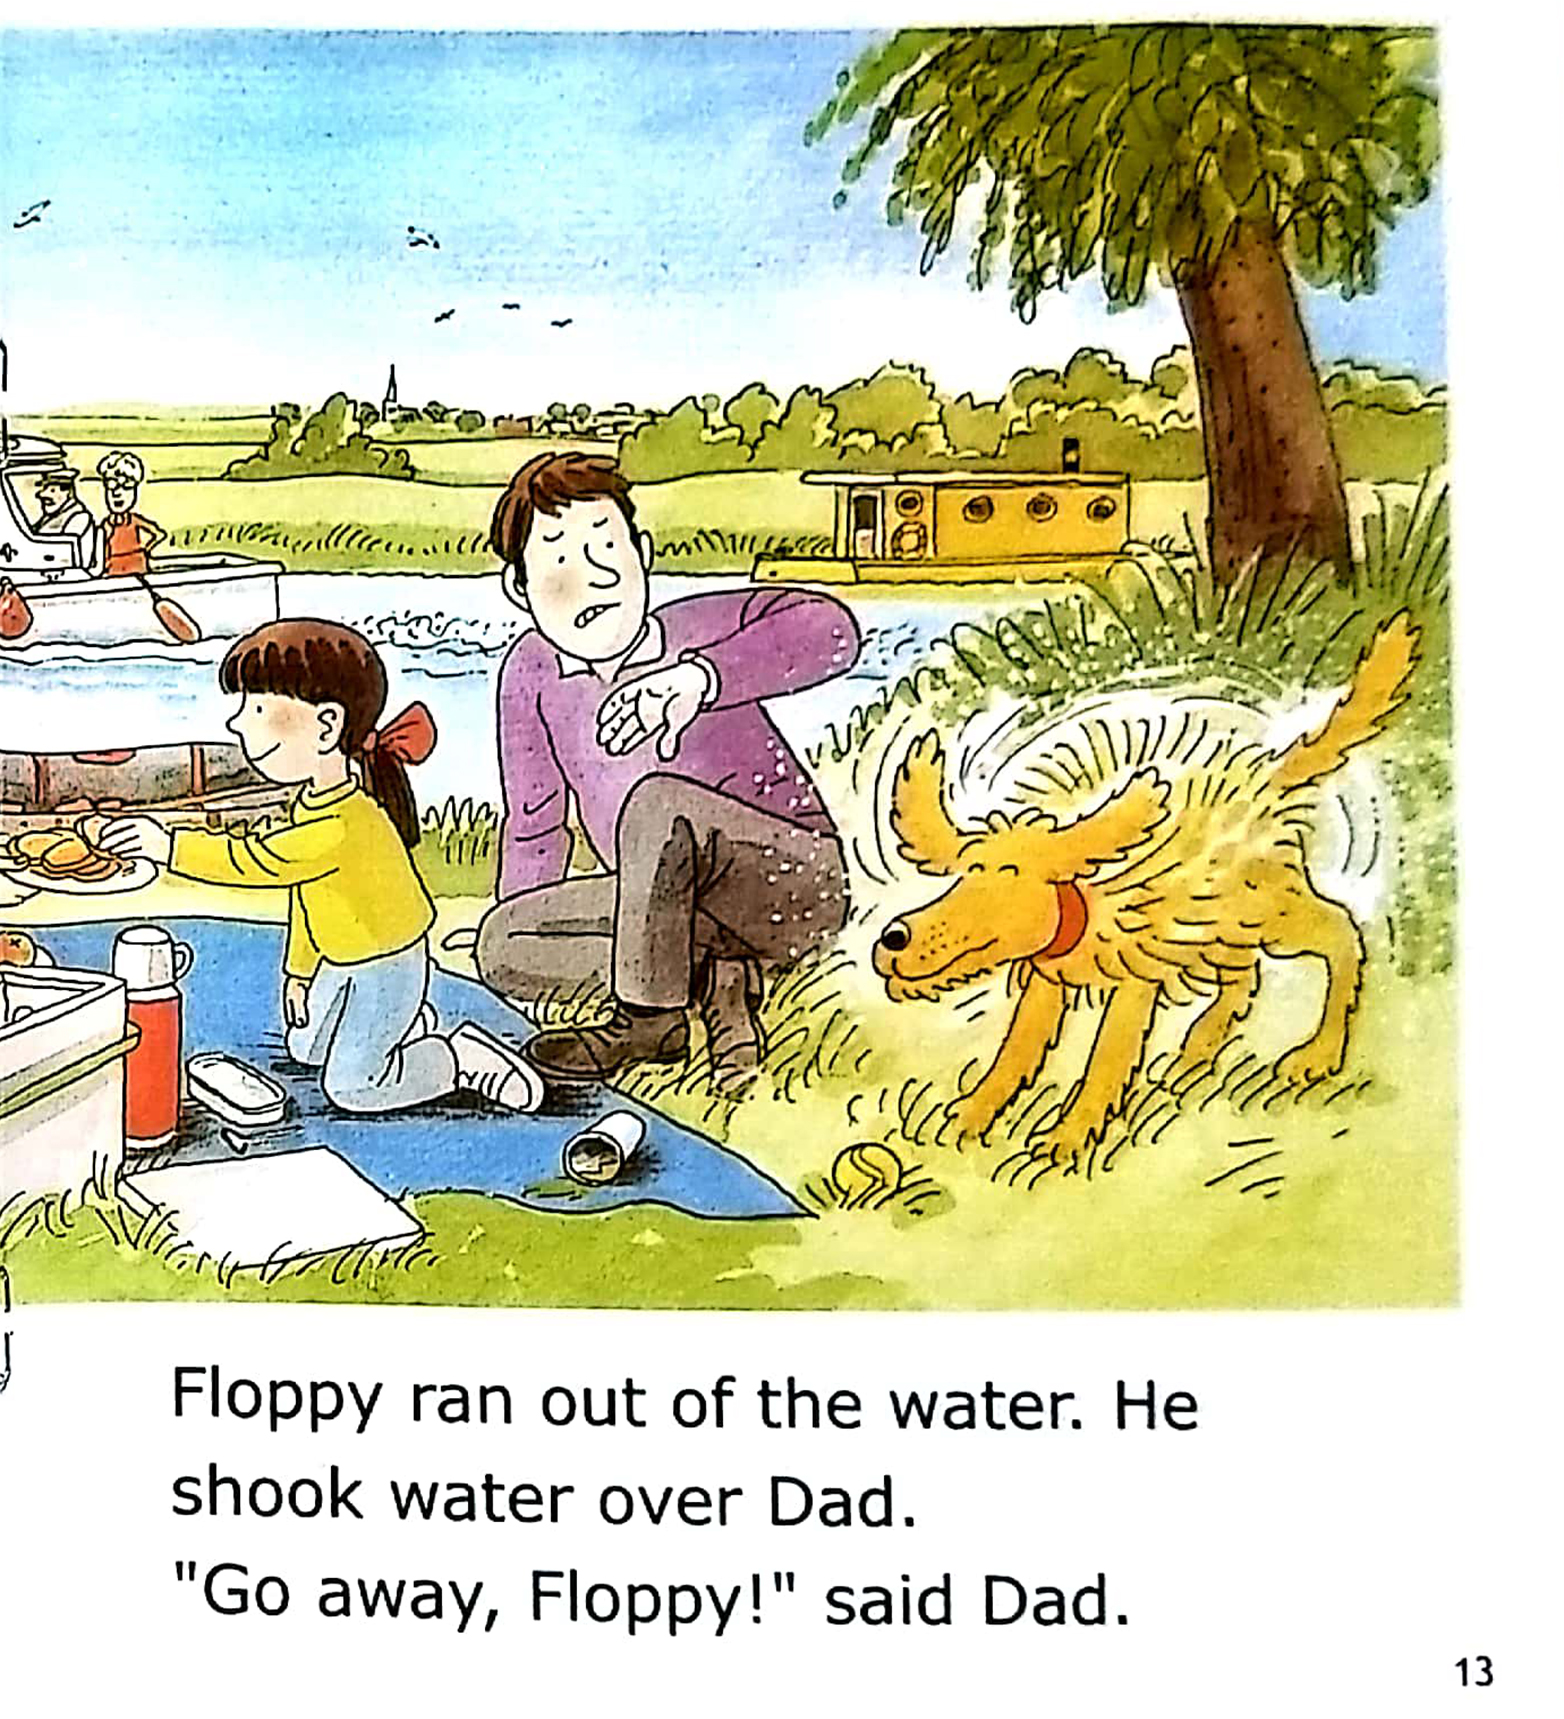 Floppy ran out of the water. He
shook water over Dad.
"Go away, Floppy!" said Dad.
13